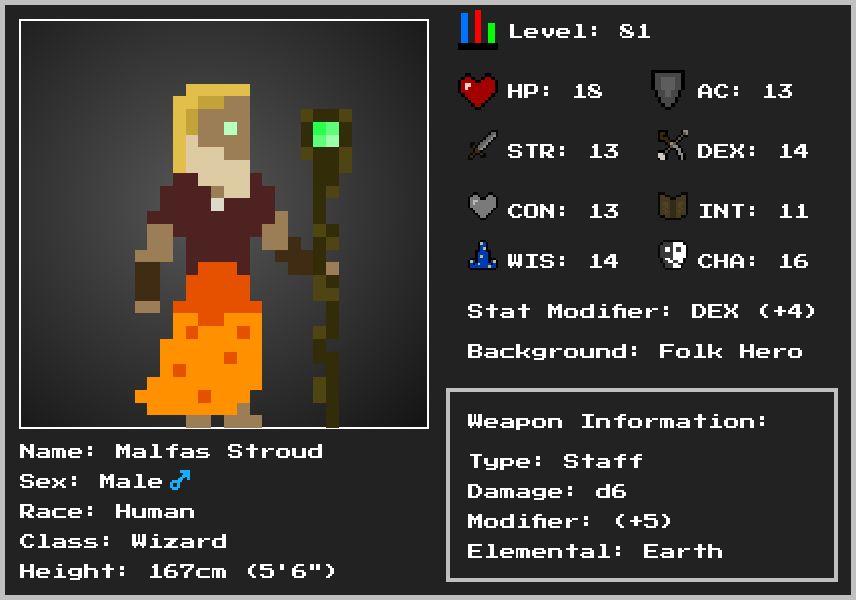 Level: 81
HP: 18 AC: 13
STR: 13 DEX: 14
CON: 13 INT: 11
WIS: 14 CHA: 16
Stat Modifier: DEX (+4)
Background: Folk Hero
Name: Malfas Stroud
Sex: Male ♂
Race: Human
Class: Wizard
Height: 167cm (5'6")
Weapon Information:
Type: Staff
Damage: d6
Modifier: (+5)
Elemental: Earth